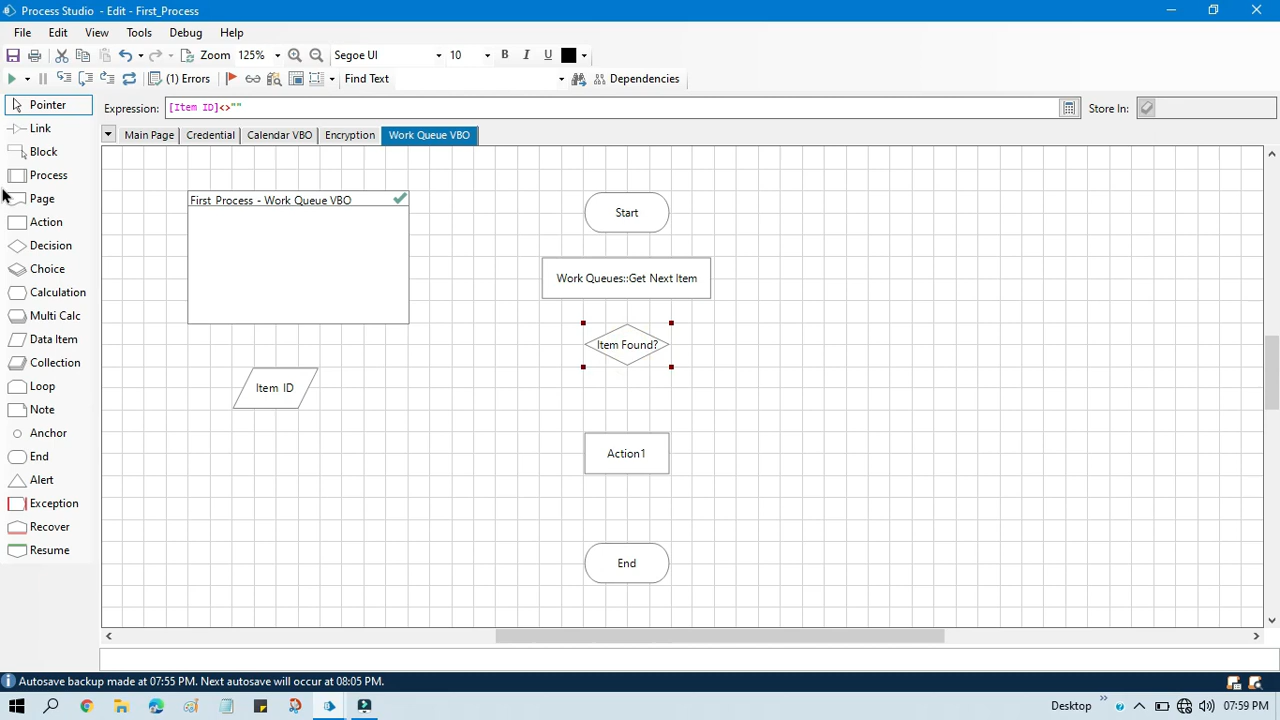 Process Studio - Edit - First_Process
File Edit View Tools Debug Help
Zoom 125% Segoe UI 10 B I U
(1) Errors Find Text Dependencies
Pointer
Link
Block
Process
Page
Action
Decision
Choice
Calculation
Multi Calc
Data Item
Collection
Loop
Note
Anchor
End
Alert
Exception
Recover
Resume
Expression: [Item ID]<>"" Store In:
Main Page Credential Calendar VBO Encryption Work Queue VBO
First Process - Work Queue VBO
Start
Work Queues::Get Next Item
Item Found?
Item ID
Action1
End
Autosave backup made at 07:55 PM. Next autosave will occur at 08:05 PM.
Desktop 07:59 PM